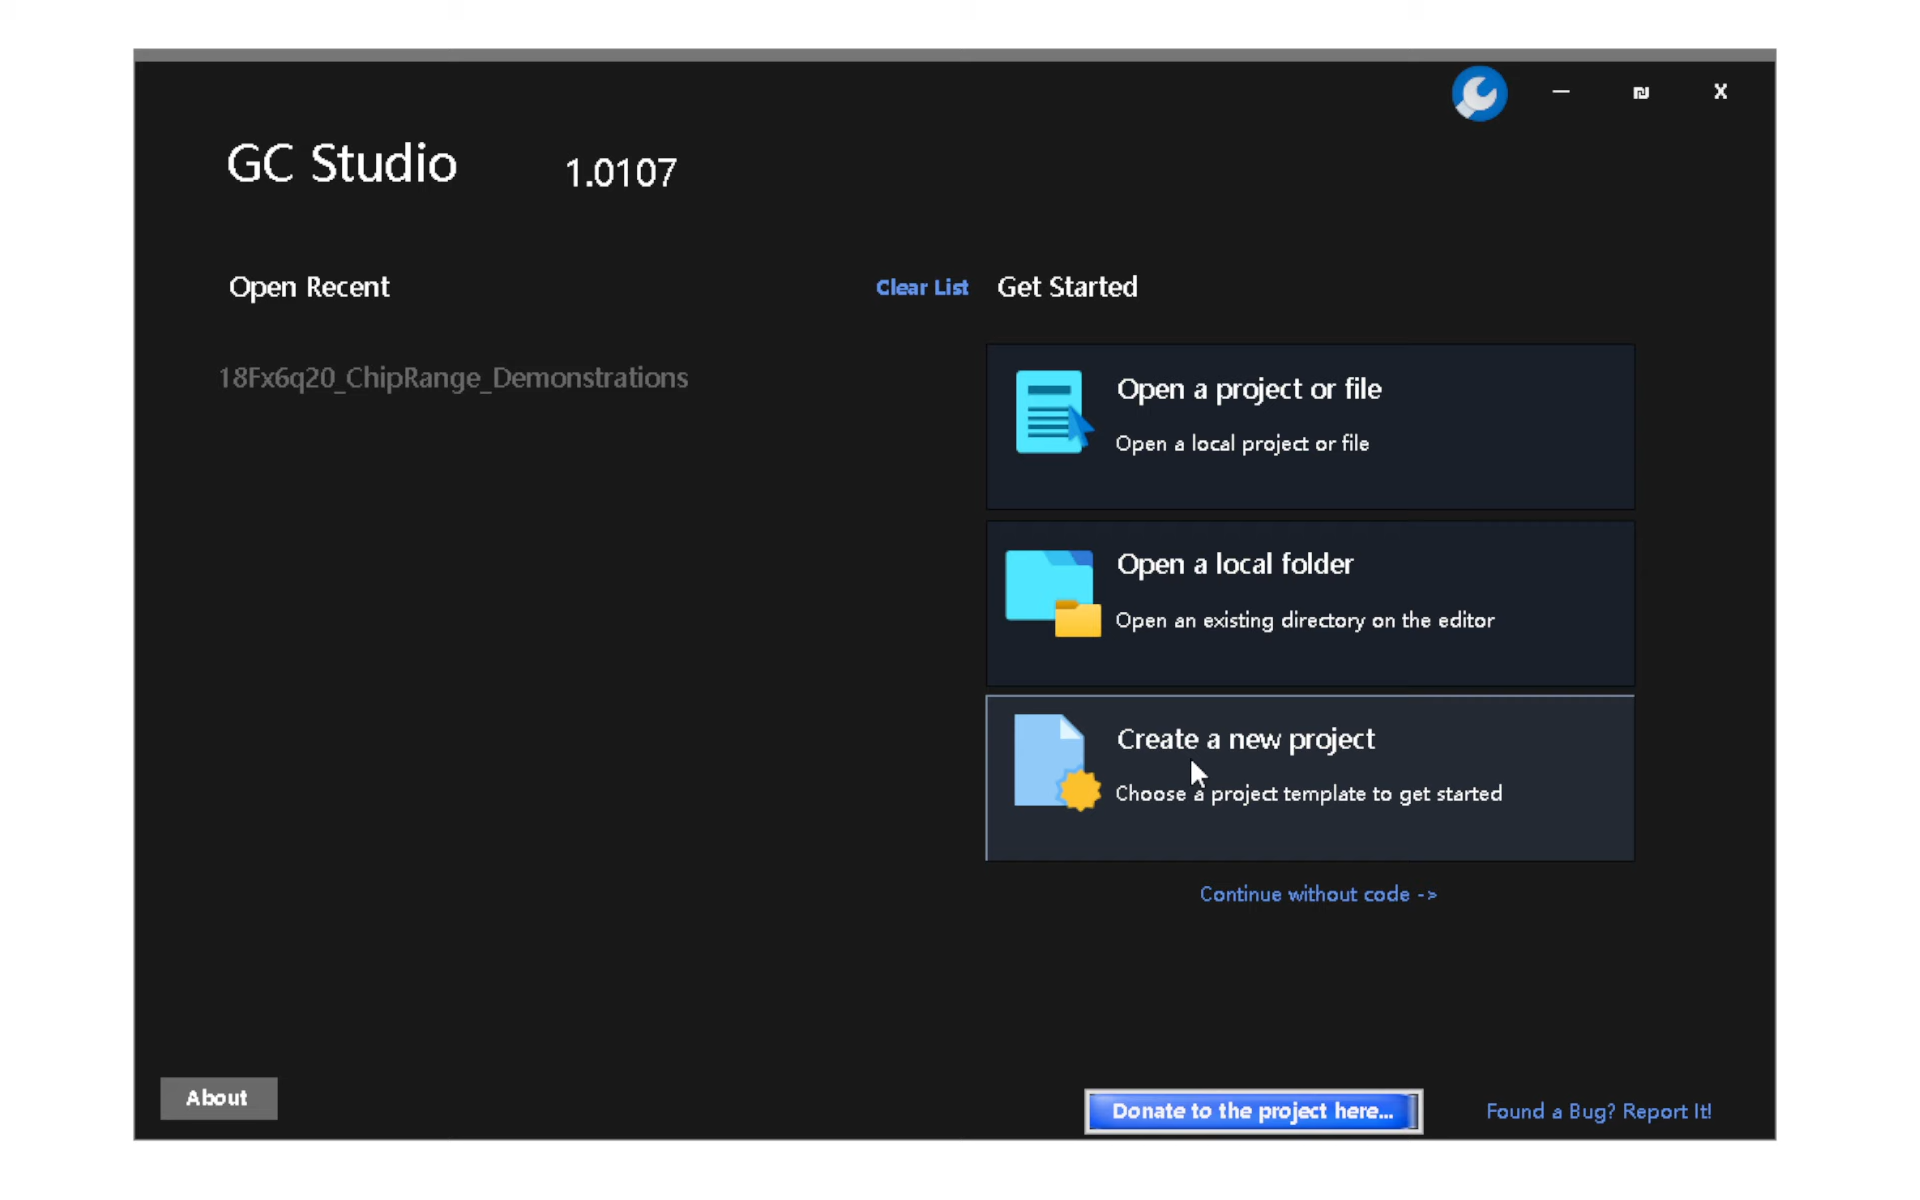 GC Studio 1.0107
Open Recent
Clear List
18Fx6q20_ChipRange_Demonstrations
Get Started
Open a project or file
Open a local project or file
Open a local folder
Open an existing directory on the editor
Create a new project
Choose a project template to get started
Continue without code ->
About
Donate to the project here...
Found a Bug? Report It!